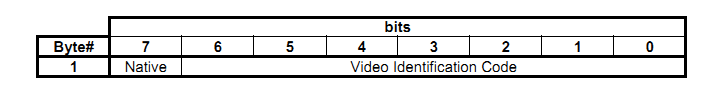 bits
Byte# 7 6 5 4 3 2 1 0
1 Native Video Identification Code